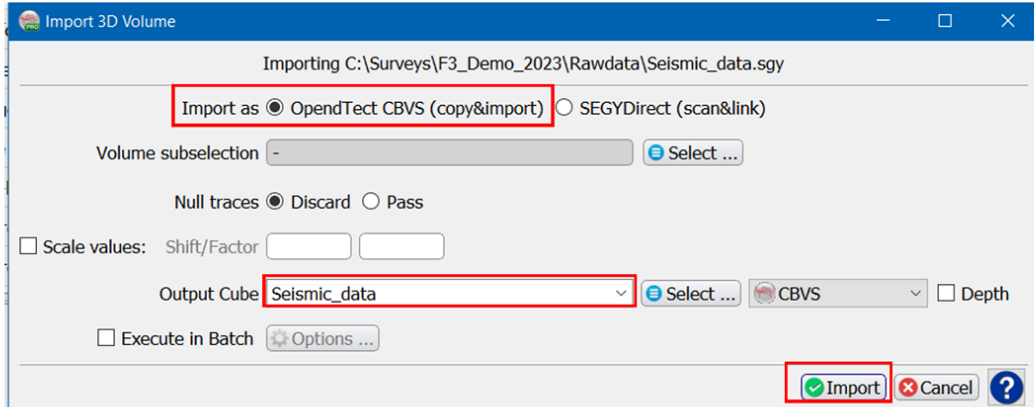 Import 3D Volume
Importing C:\Surveys\F3_Demo_2023\Rawdata\Seismic_data.sgy
Import as OpendTect CBVS (copy&import) SEGYDirect (scan&link)
Volume subselection - Select ...
Null traces Discard Pass
Scale values: Shift/Factor
Output Cube Seismic_data Select ... CBVS Depth
Execute in Batch Options ...
Import Cancel ?